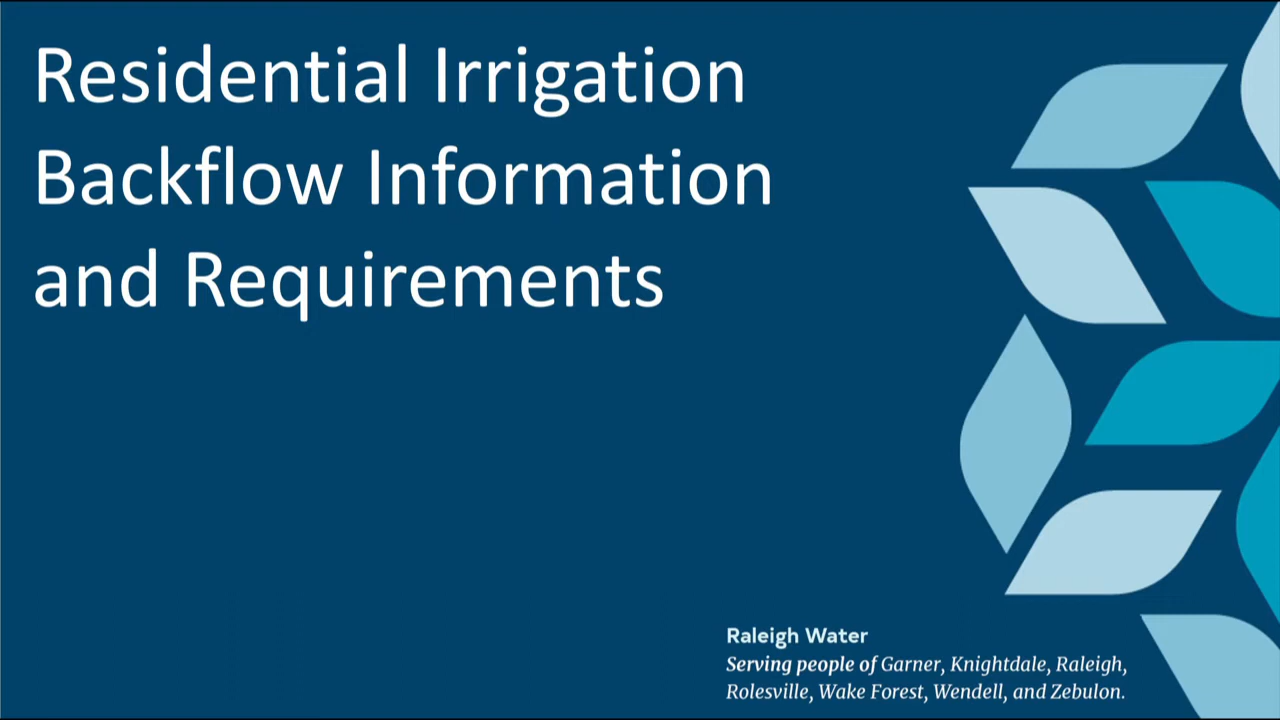 Residential Irrigation
Backflow Information
and Requirements
Raleigh Water
Serving people of Garner, Knightdale, Raleigh,
Rolesville, Wake Forest, Wendell, and Zebulon.